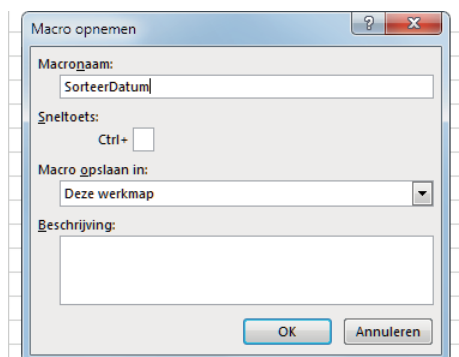 Macro opnemen
Macronaam:
SorteerDatum
Sneltoets:
Ctrl+
Macro opslaan in:
Deze werkmap
Beschrijving:
OK Annuleren